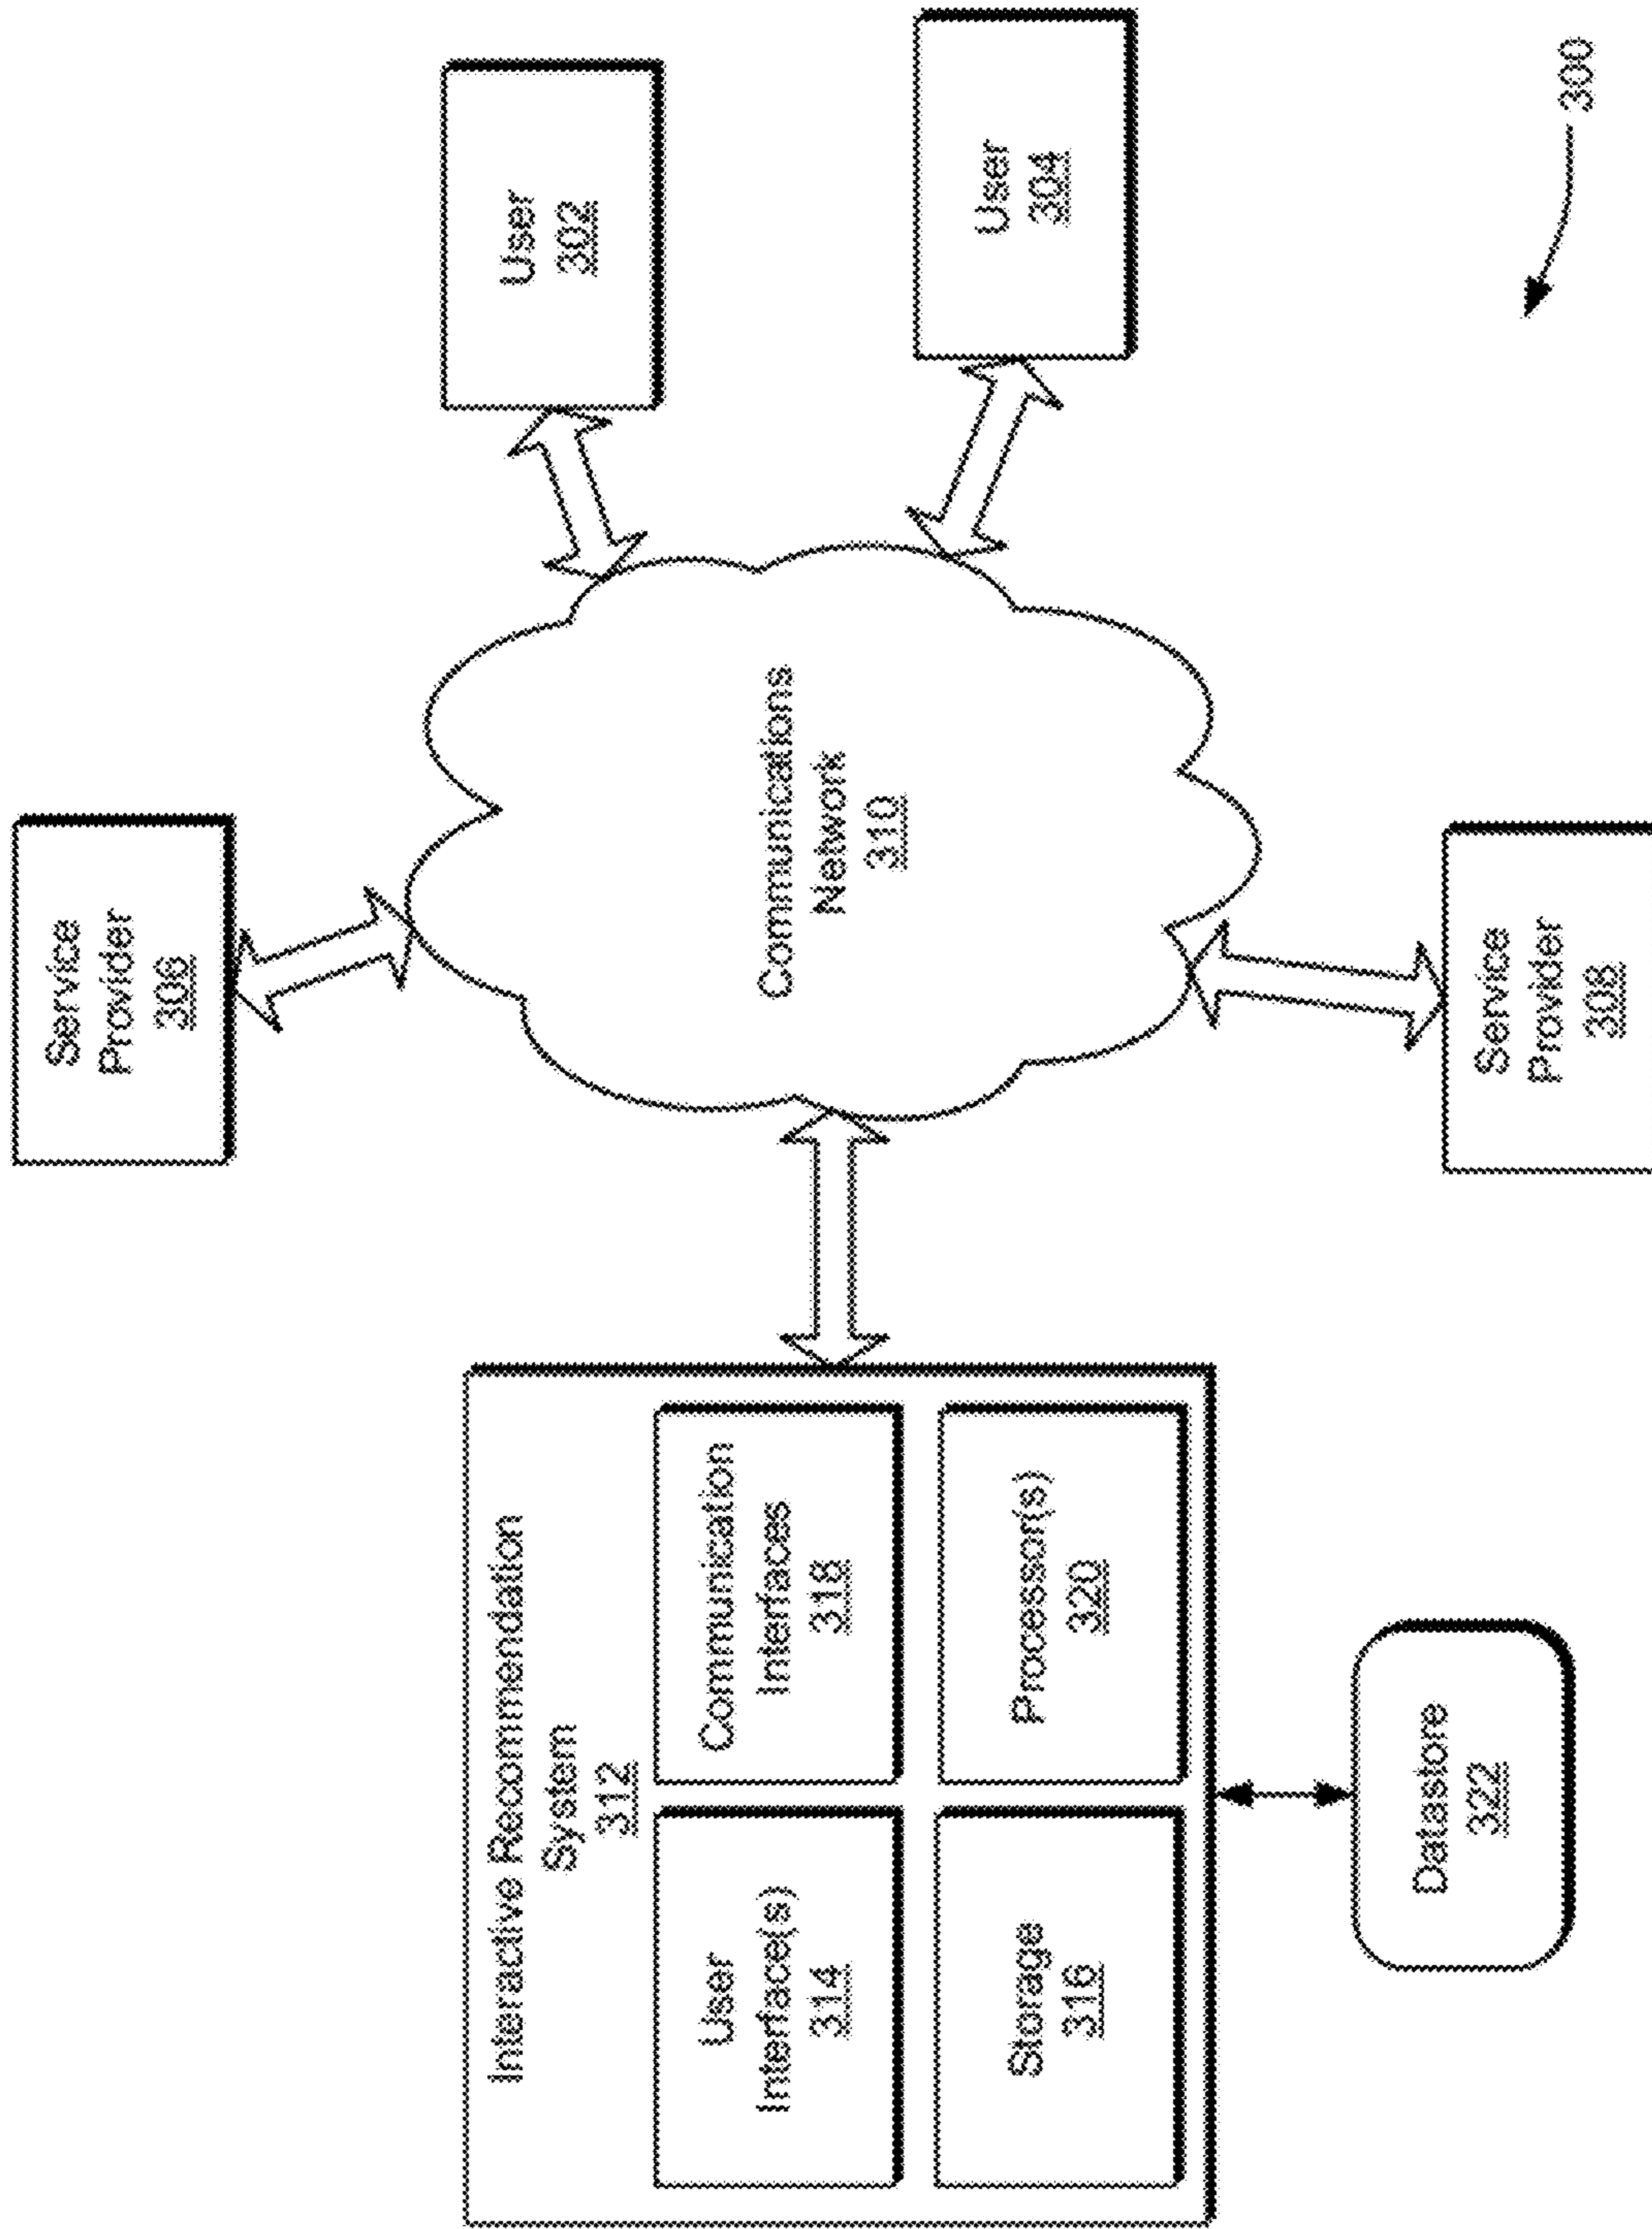 Interactive Recommendation
System
312
User
Interface(s)
314
Communication
Interfaces
318
Storage
316
Processor(s)
320
Datastore
322
Service
Provider
306
Communications
Network
310
Service
Provider
308
User
302
User
304
300